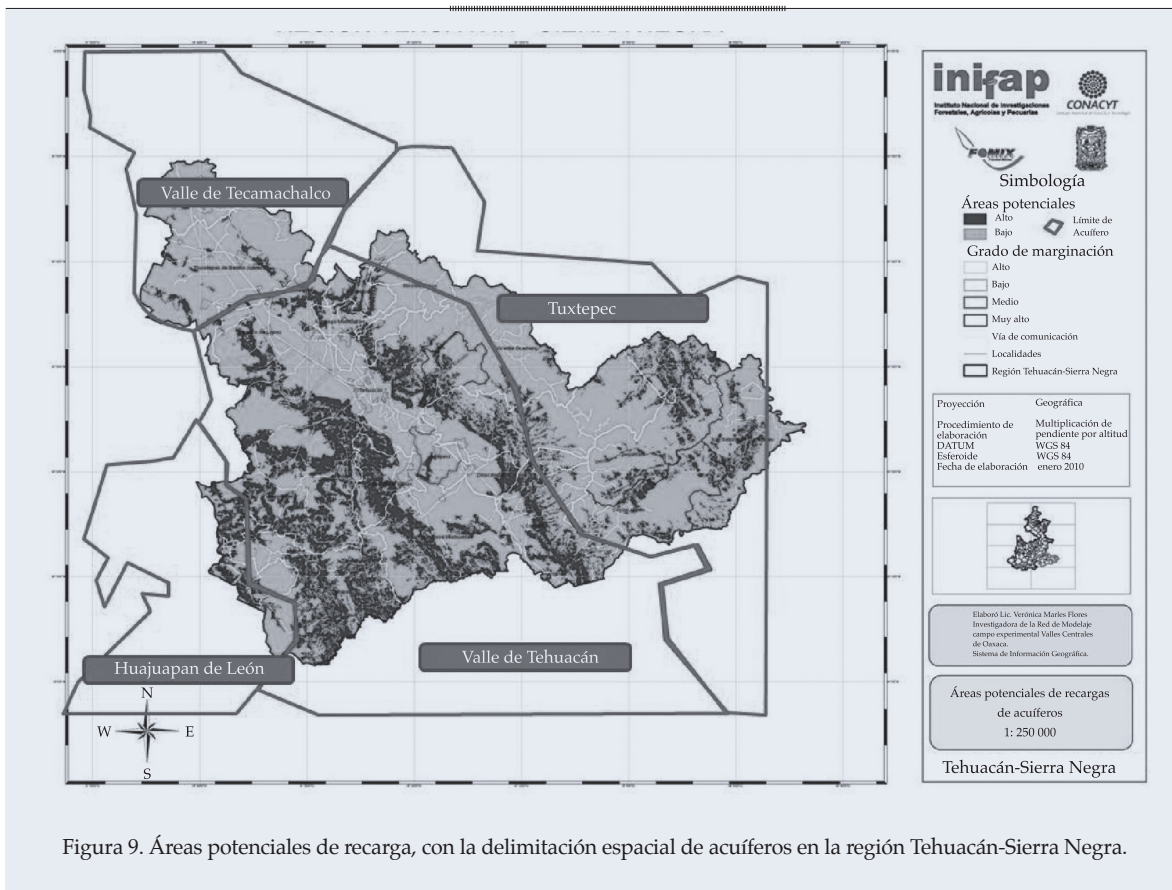 Valle de Tecamachalco
Tuxtepec
Valle de Tehuacán
Huajuapan de León
N
W E
S
inifap
Instituto Nacional de Investigaciones
Forestales, Agrícolas y Pecuarias
CONACYT
FOMIX
Simbología
Áreas potenciales
Alto
Bajo
Límite de
Acuífero
Grado de marginación
Alto
Bajo
Medio
Muy alto
Vía de comunicación
Localidades
Región Tehuacán-Sierra Negra
Proyección Geográfica
Procedimiento de elaboración Multiplicación de pendiente por altitud
DATUM WGS 84
Esferoide WGS 84
Fecha de elaboración enero 2010
Elaboró Lic. Verónica Marles Flores
Investigadora de la Red de Modelaje
campo experimental Valles Centrales
de Oaxaca.
Sistema de Información Geográfica.
Áreas potenciales de recargas
de acuíferos
1: 250 000
Tehuacán-Sierra Negra
Figura 9. Áreas potenciales de recarga, con la delimitación espacial de acuíferos en la región Tehuacán-Sierra Negra.